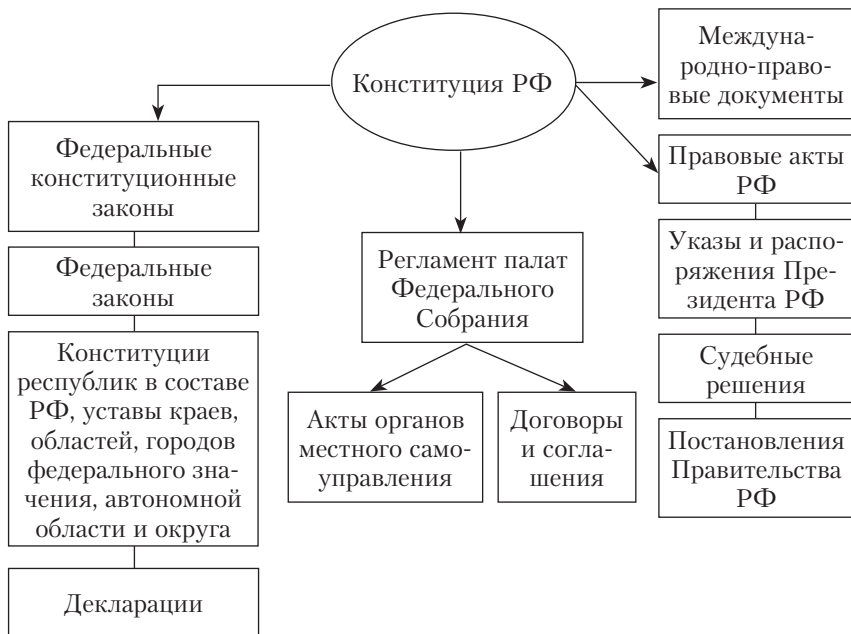 Конституция РФ
Междуна-
родно-право-
вые документы
Федеральные
конституционные
законы
Правовые акты
РФ
Федеральные
законы
Регламент палат
Федерального
Собрания
Указы и распо-
ряжения Пре-
зидента РФ
Конституции
республик в составе
РФ, уставы краев,
областей, городов
федерального зна-
чения, автономной
области и округа
Судебные
решения
Акты органов
местного само-
управления
Договоры
и согла-
шения
Постановления
Правительства
РФ
Декларации